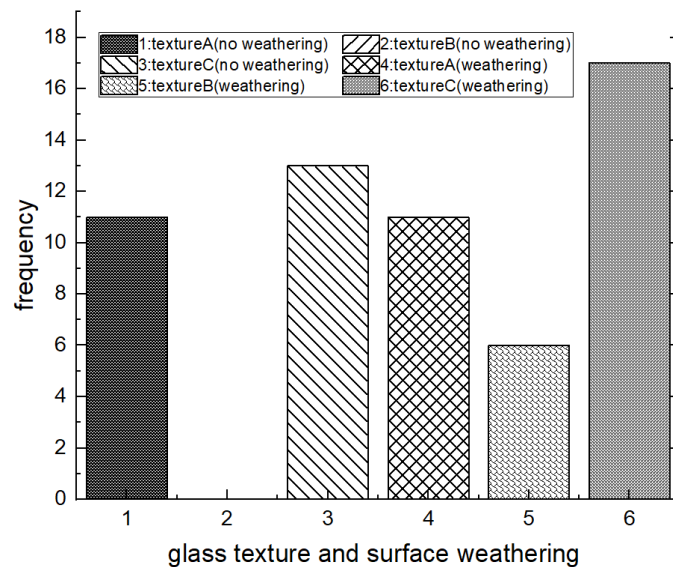 18
16
14
12
10
8
6
4
2
0
frequency
1:textureA(no weathering) 2:textureB(no weathering)
3:textureC(no weathering) 4:textureA(weathering)
5:textureB(weathering) 6:textureC(weathering)
1 2 3 4 5 6
glass texture and surface weathering